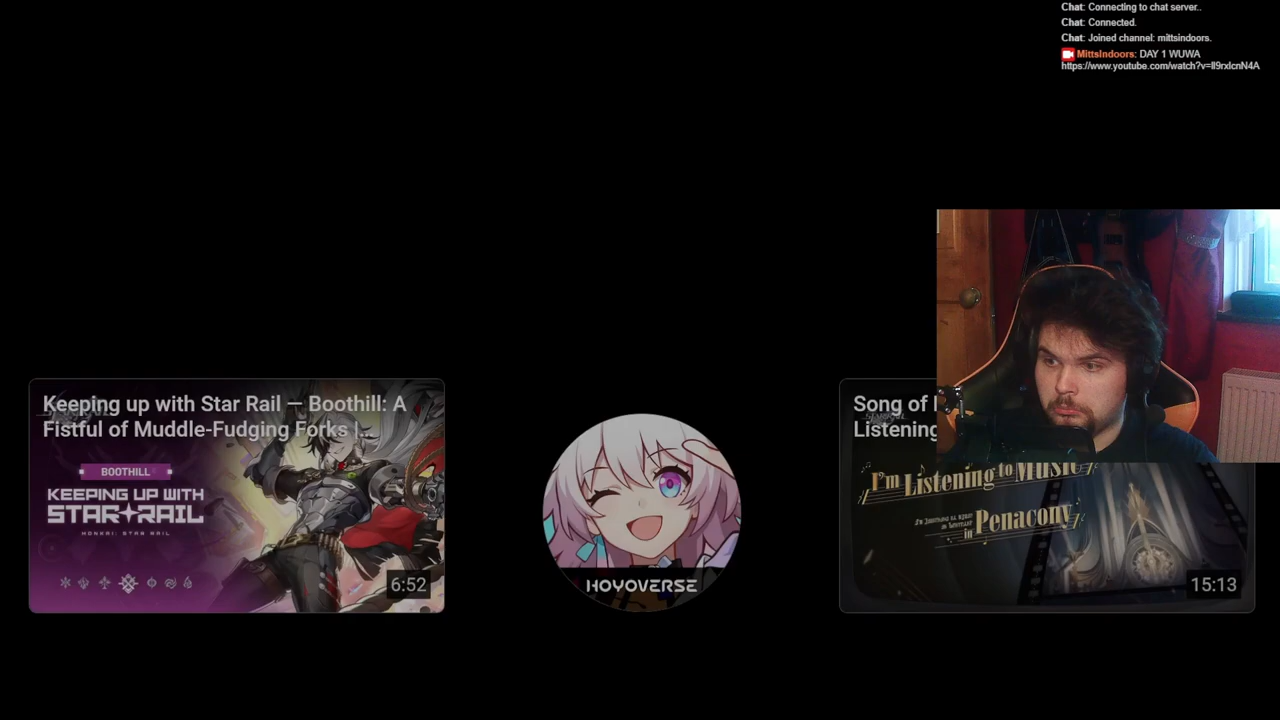 Chat: Connecting to chat server..
Chat: Connected.
Chat: Joined channel: mittsindoors.
MittsIndoors: DAY 1 WUWA
https://www.youtube.com/watch?v=ll9rxlcnN4A
Keeping up with Star Rail — Boothill: A
Fistful of Muddle-Fudging Forks |...
BOOTHILL
KEEPING UP WITH
STAR RAIL
HONKAI: STAR RAIL
6:52
HOYOVERSE
Song of
Listening
I'm Listening to Music
in Penacony
15:13